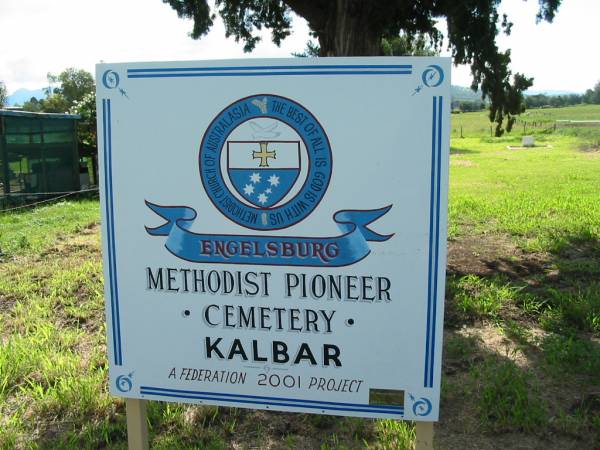 METHODIST CHURCH OF AUSTRALASIA
THE BEST OF ALL IS GOD IS WITH US
ENGELSBURG
METHODIST PIONEER
• CEMETERY •
KALBAR
A FEDERATION 2001 PROJECT